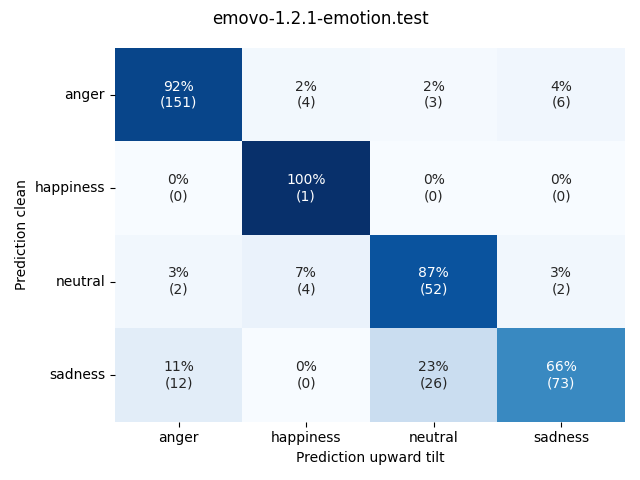 emovo-1.2.1-emotion.test
Prediction clean
anger
92% 2% 2% 4%
(151) (4) (3) (6)
happiness
0% 100% 0% 0%
(0) (1) (0) (0)
neutral
3% 7% 87% 3%
(2) (4) (52) (2)
sadness
11% 0% 23% 66%
(12) (0) (26) (73)
anger happiness neutral sadness
Prediction upward tilt